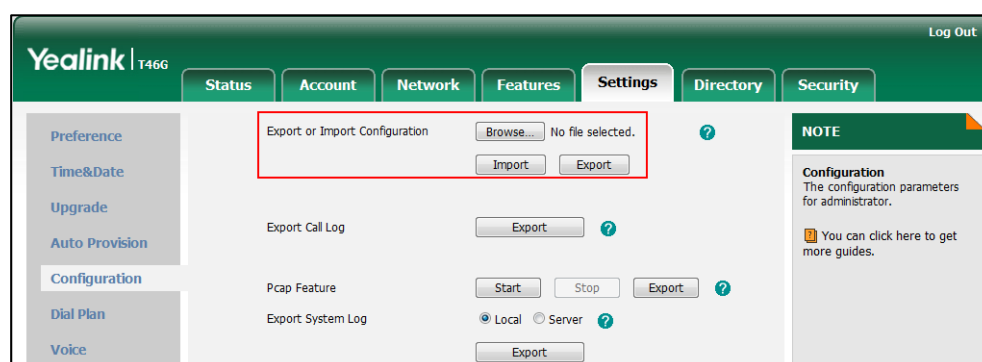 Log Out
Yealink | T46G
Status Account Network Features Settings Directory Security
Preference
Time&Date
Upgrade
Auto Provision
Configuration
Dial Plan
Voice
Export or Import Configuration Browse... No file selected.
Import Export
Export Call Log Export
Pcap Feature Start Stop Export
Export System Log Local Server
Export
NOTE
Configuration
The configuration parameters
for administrator.
You can click here to get
more guides.